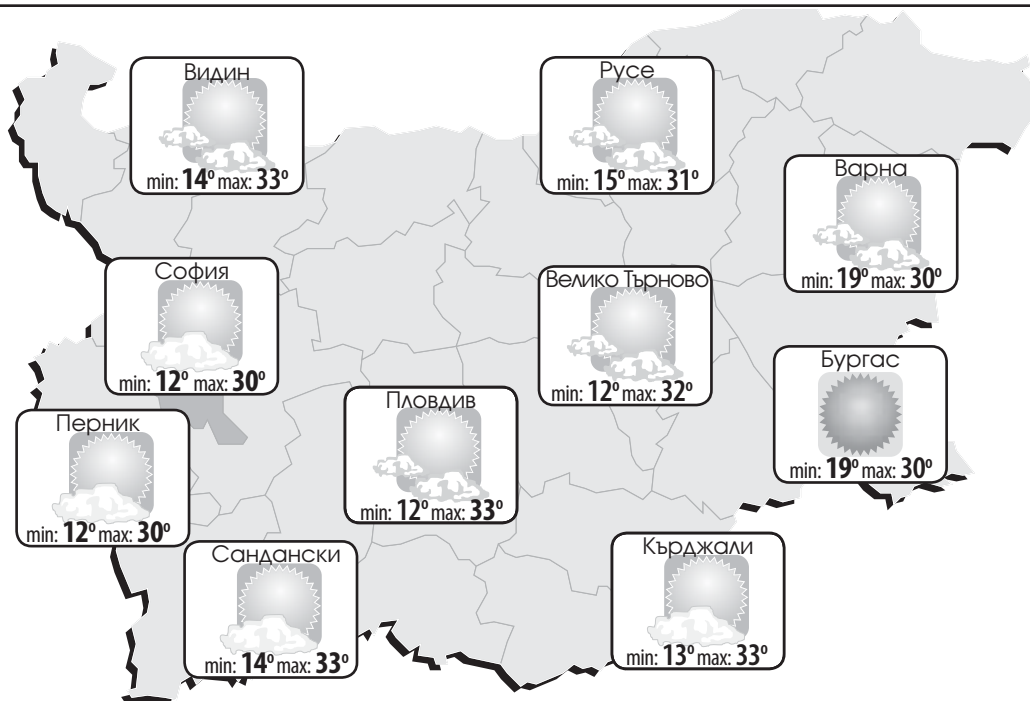 Видин
min: 14° max: 33°
Русе
min: 15° max: 31°
Варна
min: 19° max: 30°
София
min: 12° max: 30°
Велико Търново
min: 12° max: 32°
Бургас
min: 19° max: 30°
Пловдив
min: 12° max: 33°
Перник
min: 12° max: 30°
Сандански
min: 14° max: 33°
Кърджали
min: 13° max: 33°